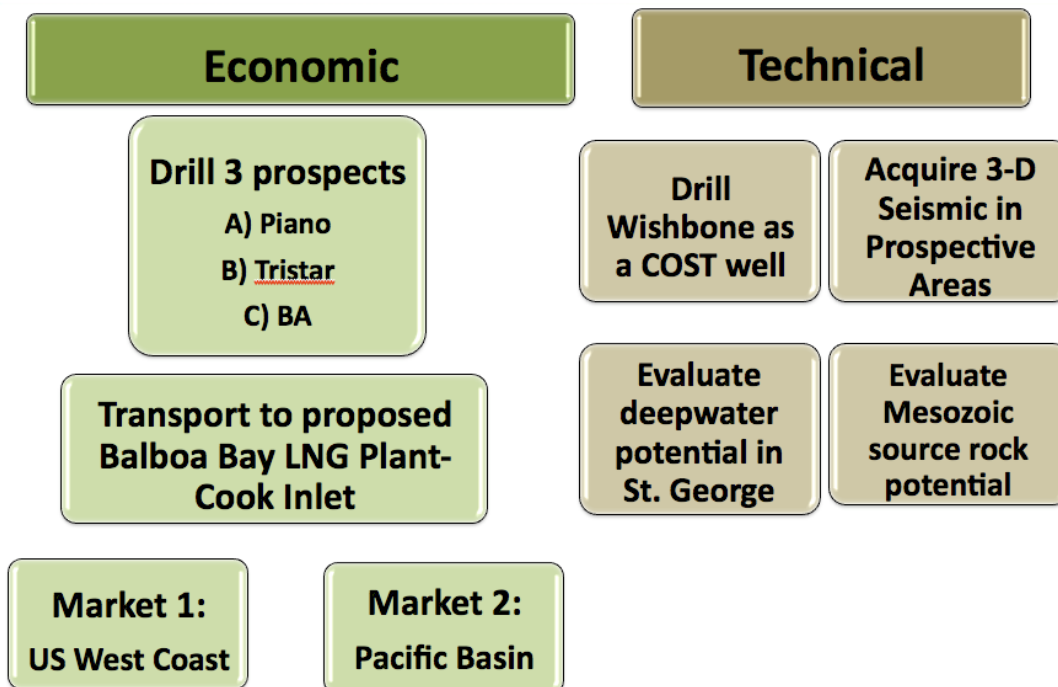 Economic
Drill 3 prospects
A) Piano
B) Tristar
C) BA
Transport to proposed
Balboa Bay LNG Plant-
Cook Inlet
Market 1:
US West Coast
Market 2:
Pacific Basin
Technical
Drill
Wishbone as
a COST well
Acquire 3-D
Seismic in
Prospective
Areas
Evaluate
deepwater
potential in
St. George
Evaluate
Mesozoic
source rock
potential